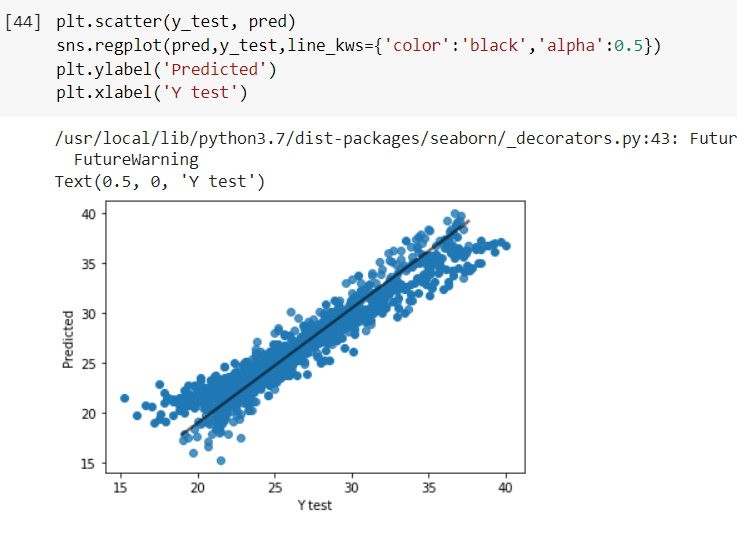 [44] plt.scatter(y_test, pred)
sns.regplot(pred,y_test,line_kws={'color':'black','alpha':0.5})
plt.ylabel('Predicted')
plt.xlabel('Y test')
/usr/local/lib/python3.7/dist-packages/seaborn/_decorators.py:43: Futur
FutureWarning
Text(0.5, 0, 'Y test')
40
35
30
25
20
15
Predicted
15 20 25 30 35 40
Y test